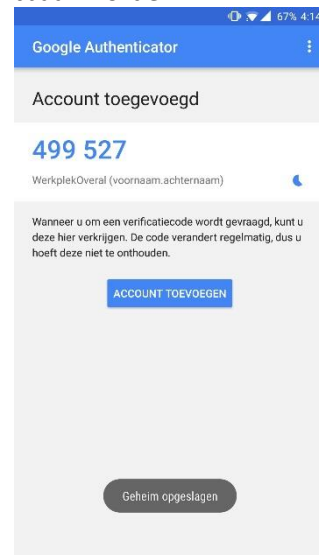 67% 4:14
Google Authenticator
Account toegevoegd
499 527
WerkplekOveral (voornaam.achternaam)
Wanneer u om een verificatiecode wordt gevraagd, kunt u
deze hier verkrijgen. De code verandert regelmatig, dus u
hoeft deze niet te onthouden.
ACCOUNT TOEVOEGEN
Geheim opgeslagen